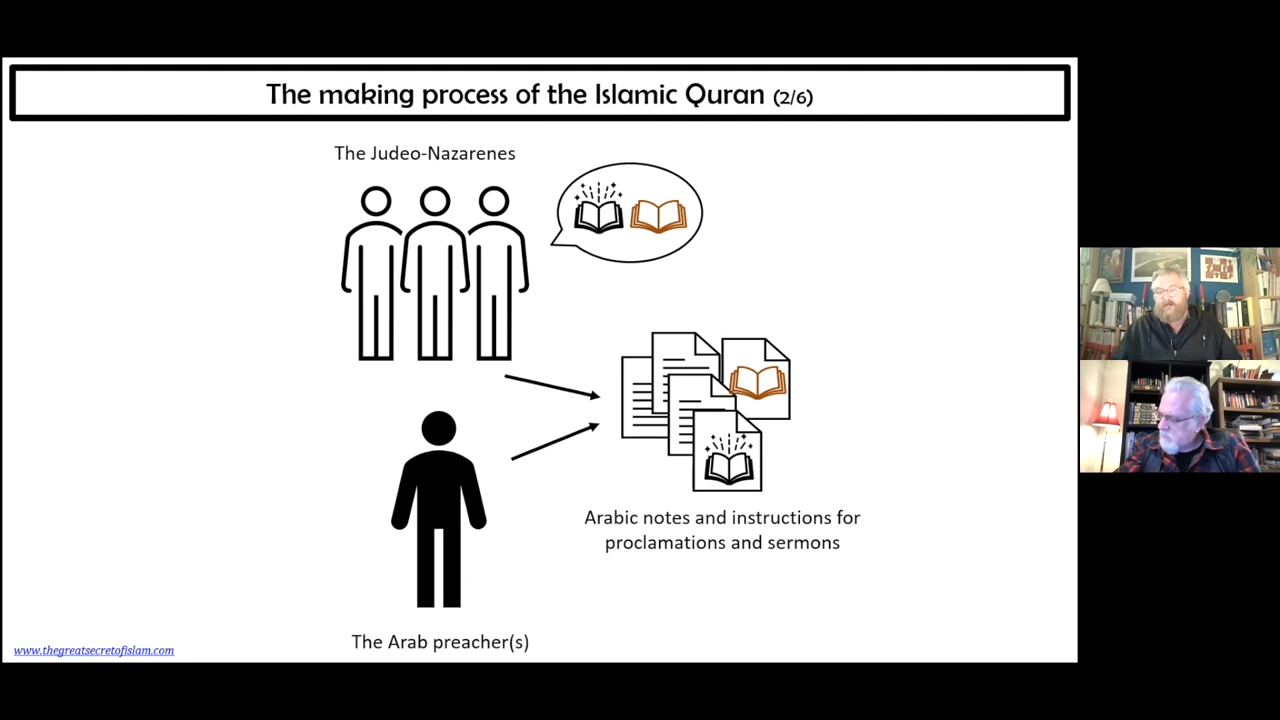 The making process of the Islamic Quran (2/6)
The Judeo-Nazarenes
Arabic notes and instructions for
proclamations and sermons
The Arab preacher(s)
www.thegreatsecretofislam.com